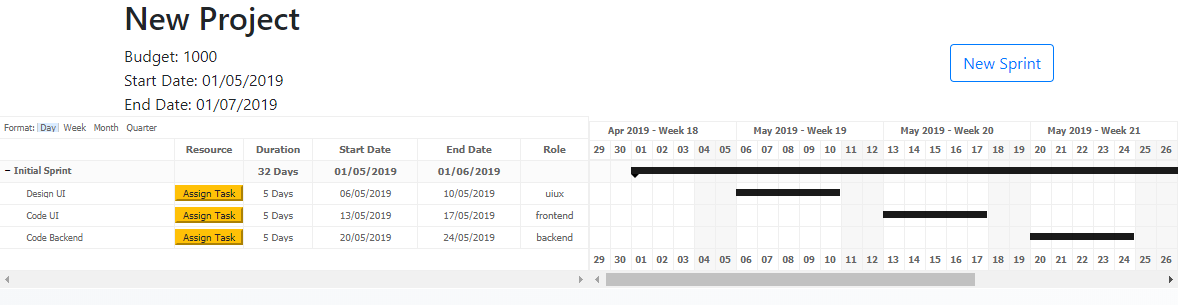 New Project
Budget: 1000
Start Date: 01/05/2019
End Date: 01/07/2019
New Sprint
Format: Day Week Month Quarter
Apr 2019 - Week 18 May 2019 - Week 19 May 2019 - Week 20 May 2019 - Week 21
Resource Duration Start Date End Date Role
29 30 01 02 03 04 05 06 07 08 09 10 11 12 13 14 15 16 17 18 19 20 21 22 23 24 25 26
− Initial Sprint 32 Days 01/05/2019 01/06/2019
Design UI Assign Task 5 Days 06/05/2019 10/05/2019 uiux
Code UI Assign Task 5 Days 13/05/2019 17/05/2019 frontend
Code Backend Assign Task 5 Days 20/05/2019 24/05/2019 backend
29 30 01 02 03 04 05 06 07 08 09 10 11 12 13 14 15 16 17 18 19 20 21 22 23 24 25 26